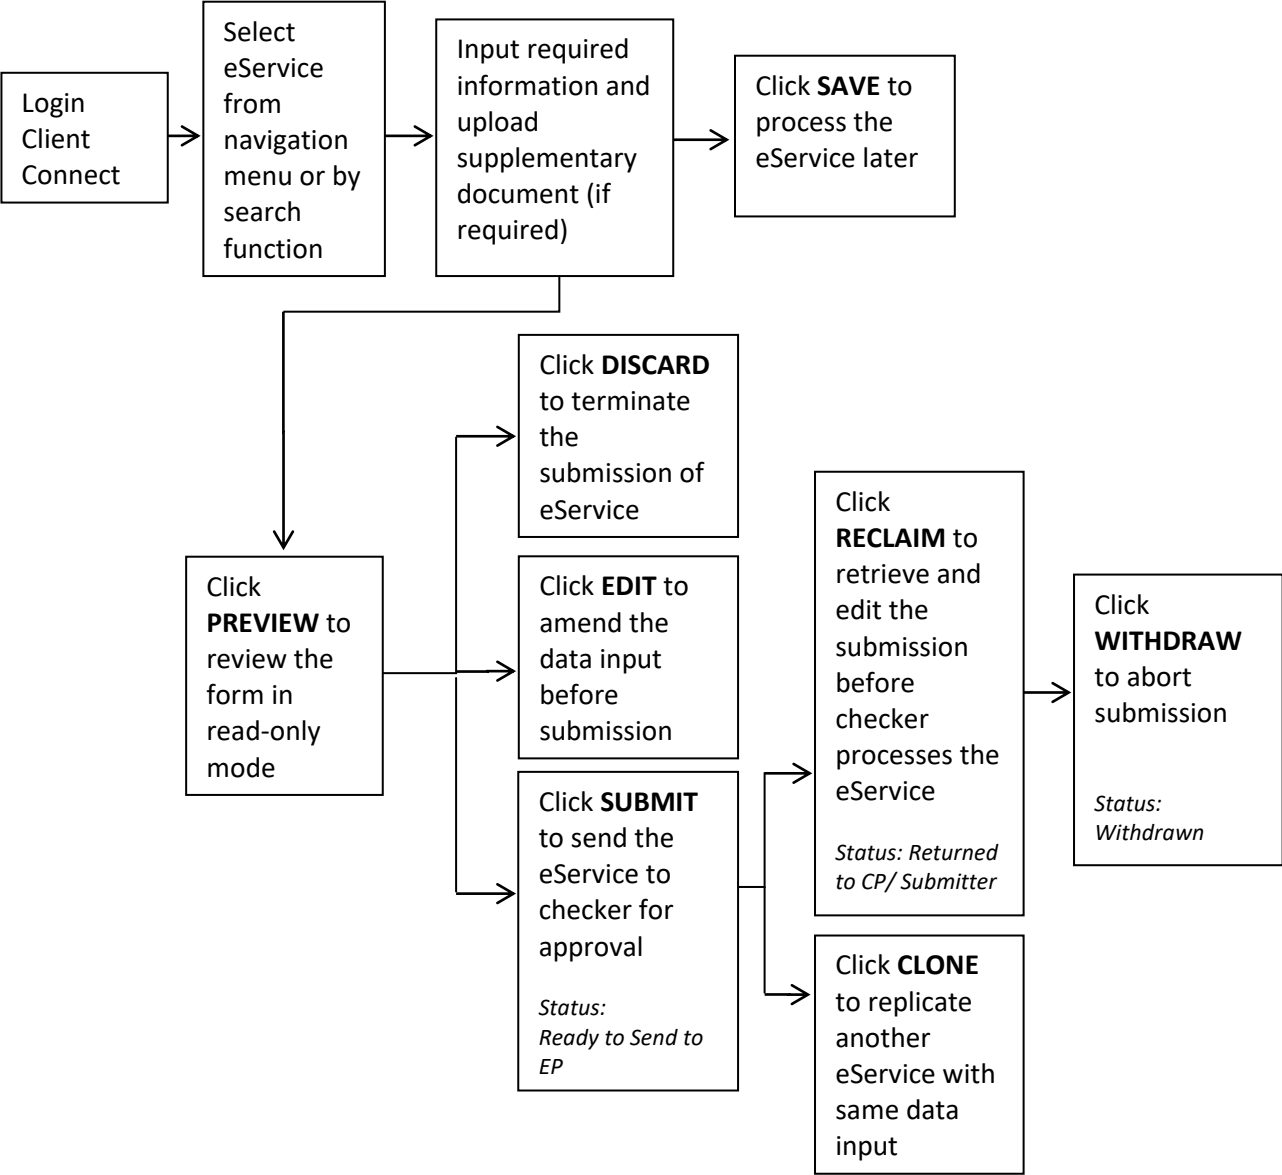 Login
Client
Connect
Select
eService
from
navigation
menu or by
search
function
Input required
information and
upload
supplementary
document (if
required)
Click SAVE to
process the
eService later
Click DISCARD
to terminate
the
submission of
eService
Click
PREVIEW to
review the
form in
read-only
mode
Click EDIT to
amend the
data input
before
submission
Click SUBMIT
to send the
eService to
checker for
approval
Status:
Ready to Send to
EP
Click
RECLAIM to
retrieve and
edit the
submission
before
checker
processes the
eService
Status: Returned
to CP/ Submitter
Click
WITHDRAW
to abort
submission
Status:
Withdrawn
Click CLONE
to replicate
another
eService with
same data
input